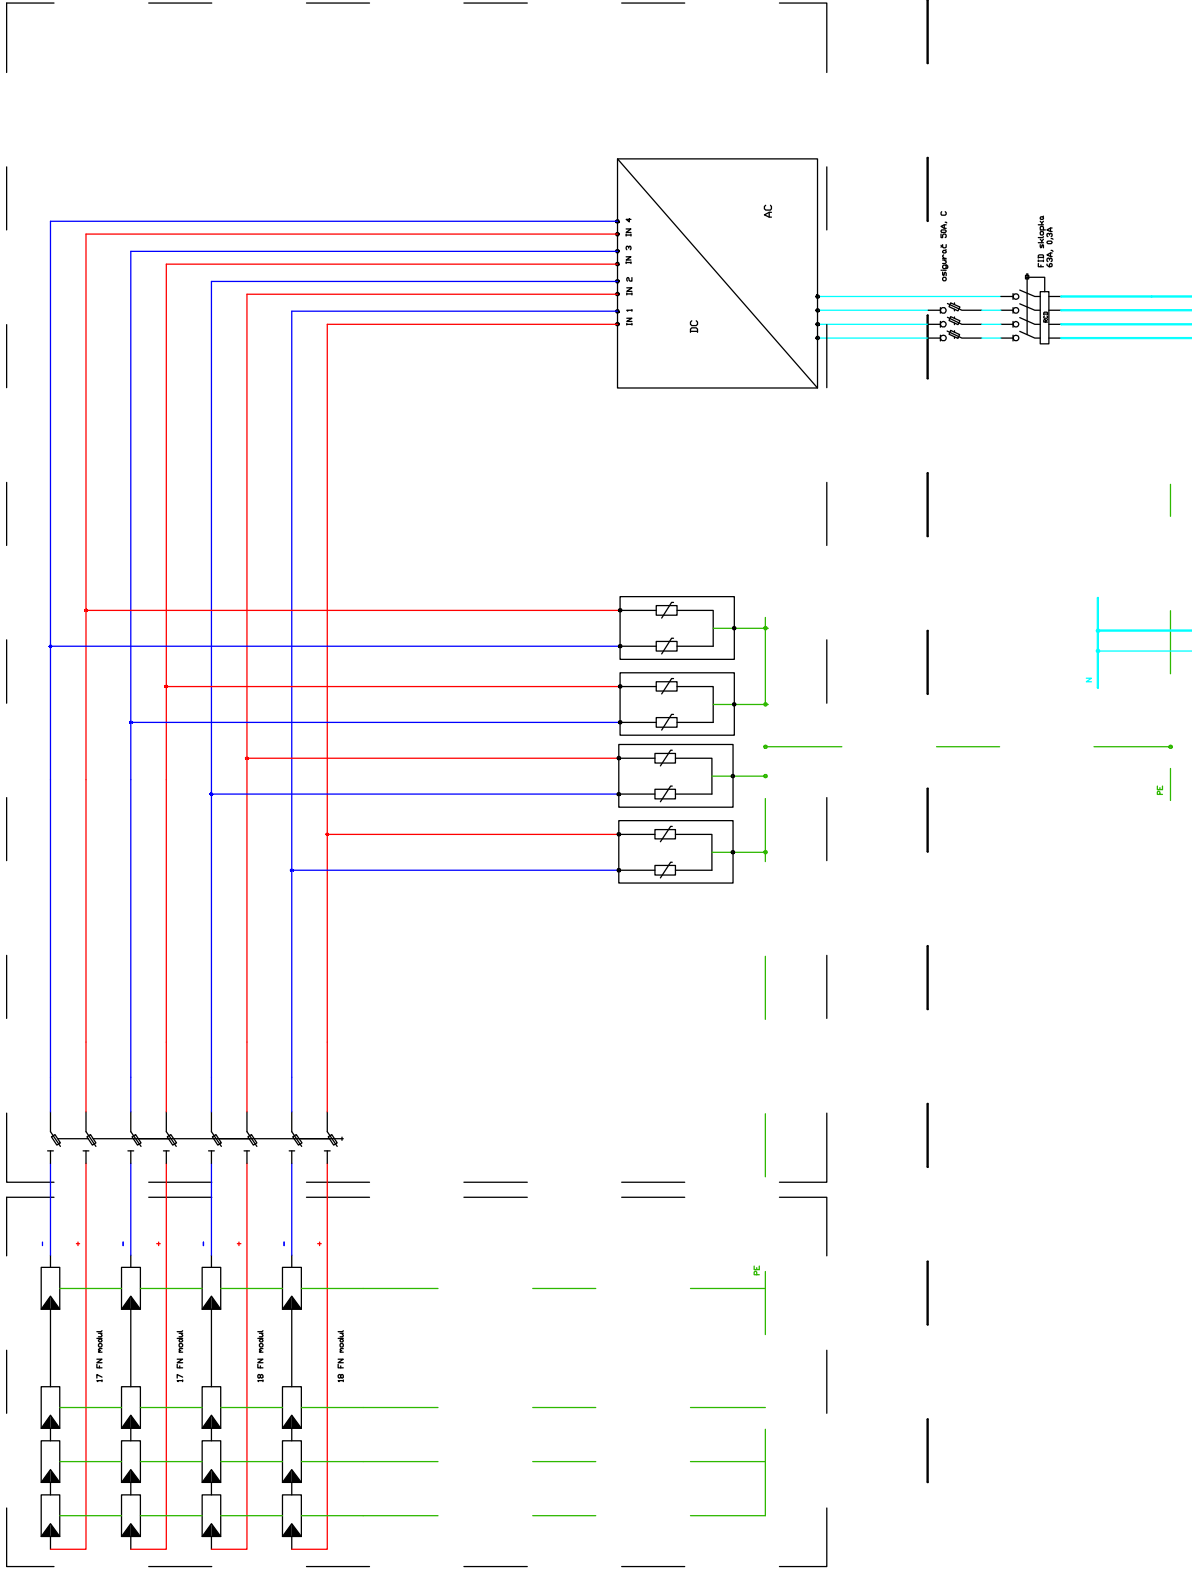 IN 4
IN 3
IN 2
IN 1
AC
DC
osigurač 50A, C
FID sklopka
63A, 0,3A
RCD
N
PE
-
+
-
+
-
+
-
+
PE
17 FN modul
17 FN modul
18 FN modul
18 FN modul